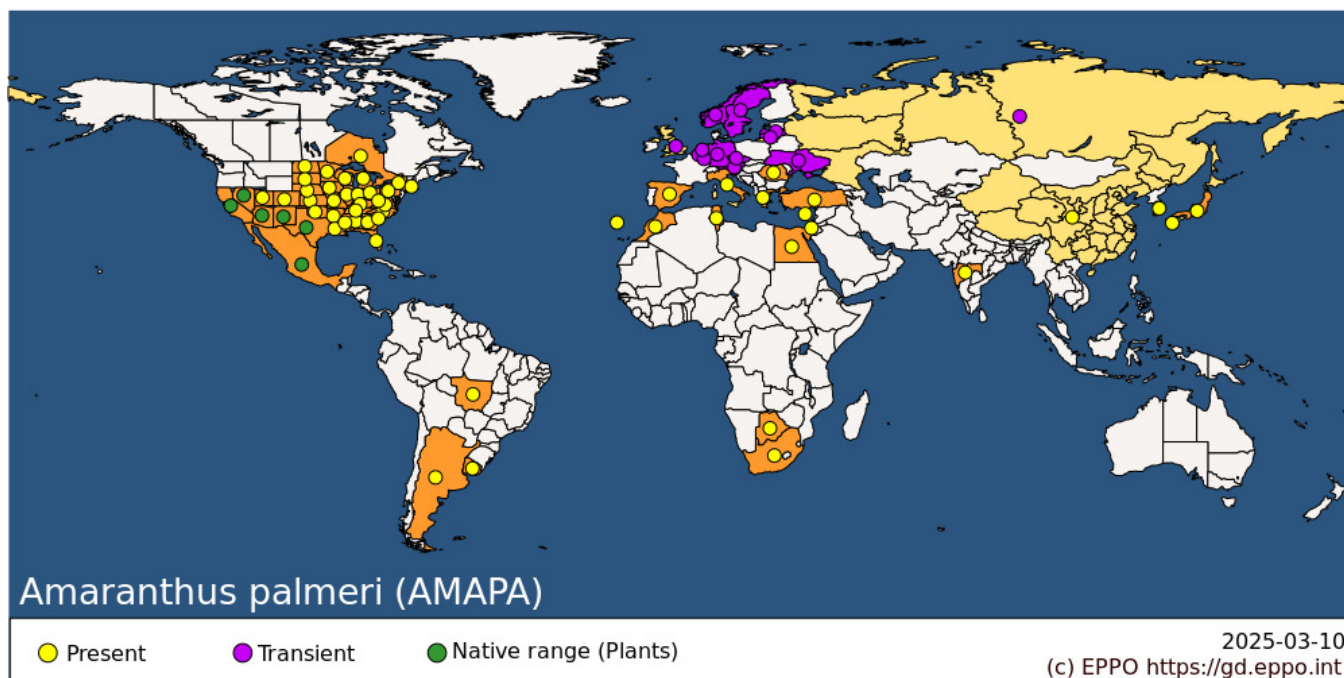 Amaranthus palmeri (AMAPA)
Present
Transient
Native range (Plants)
2025-03-10
(c) EPPO https://gd.eppo.int